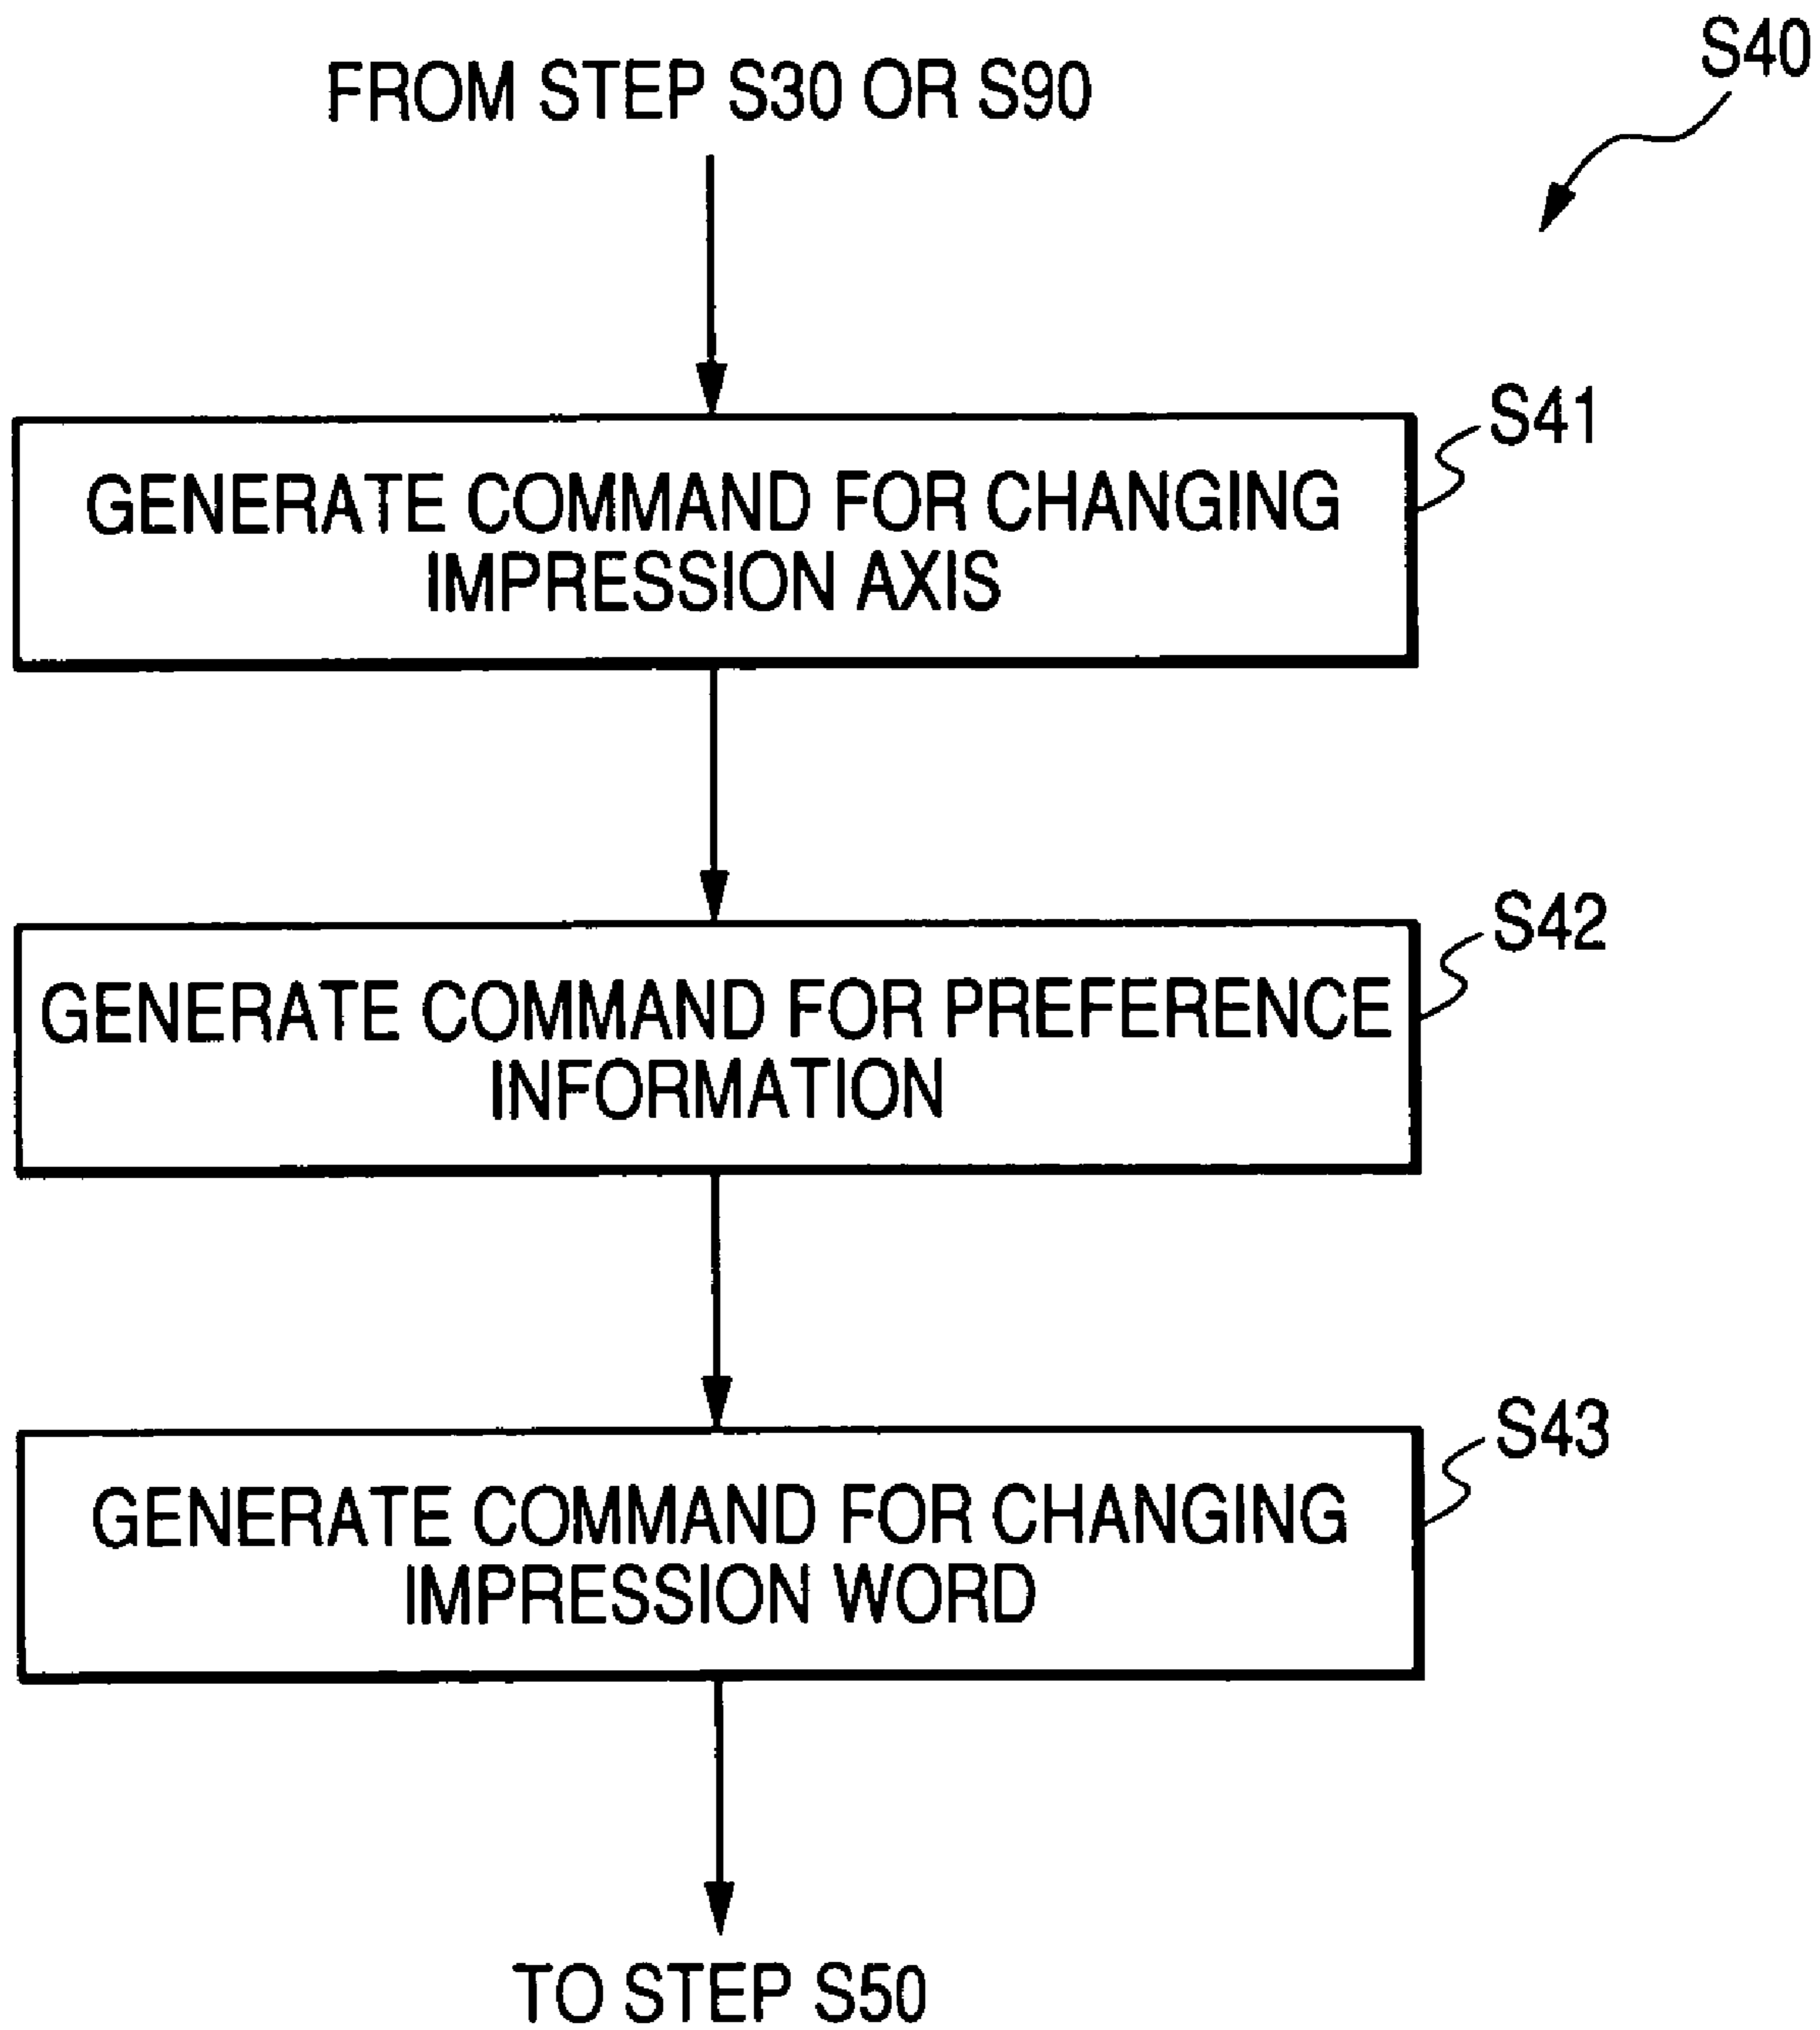 S40
FROM STEP S30 OR S90
S41
GENERATE COMMAND FOR CHANGING
IMPRESSION AXIS
S42
GENERATE COMMAND FOR PREFERENCE
INFORMATION
S43
GENERATE COMMAND FOR CHANGING
IMPRESSION WORD
TO STEP S50